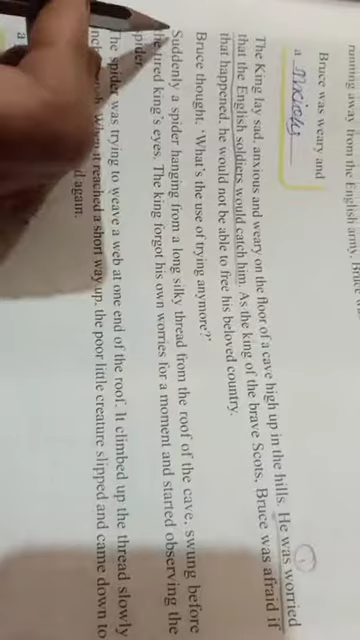 running away from the English army. Bruce
Bruce was weary and
a anxiouly
The King lay sad, anxious and weary on the floor of a cave high up in the hills. He was worried
that the English soldiers would catch him. As the king of the brave Scots, Bruce was afraid if
that happened, he would not be able to free his beloved country.
Bruce thought, 'What's the use of trying anymore?'
Suddenly a spider hanging from a long silky thread from the roof of the cave, swung before
the tired king's eyes. The king forgot his own worries for a moment and started observing the
spider.
The spider was trying to weave a web at one end of the roof. It climbed up the thread slowly
When it reached a short way up, the poor little creature slipped and came down to
again.